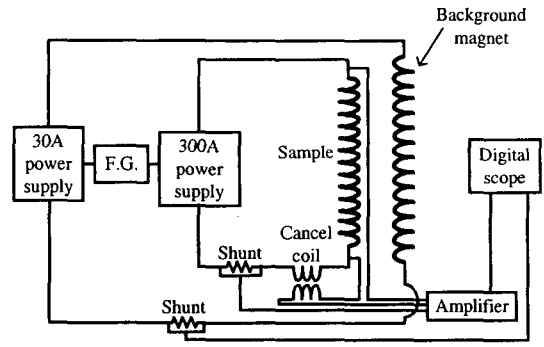 Background
magnet
30A
power
supply
F.G.
300A
power
supply
Sample
Digital
scope
Cancel
coil
Shunt
Shunt
Amplifier